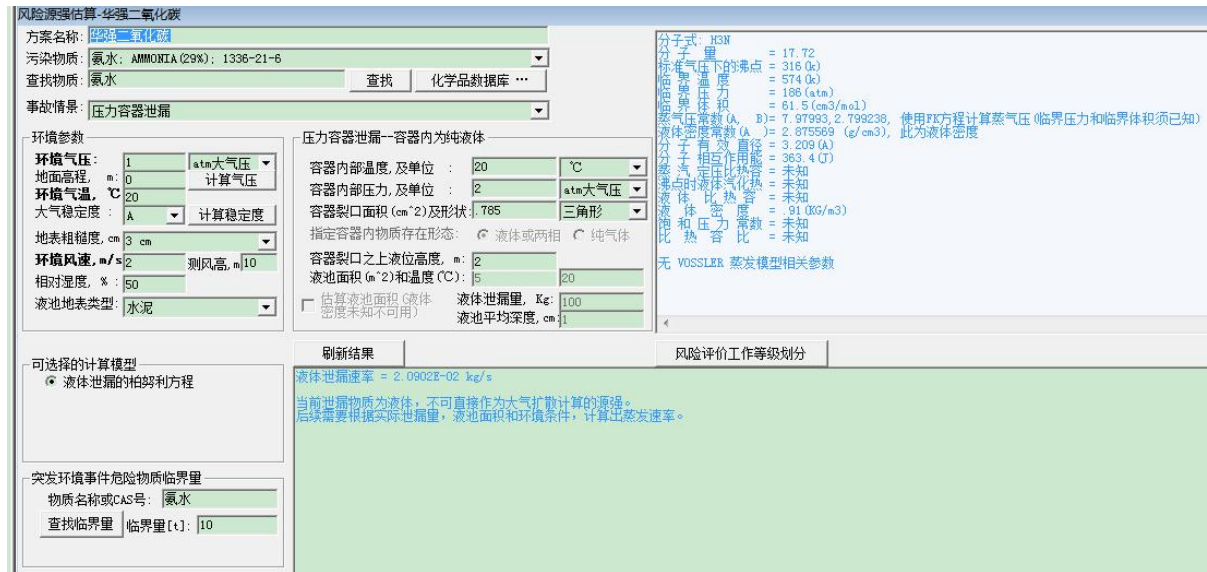 风险源强估算-华强二氧化碳
方案名称: 华强二氧化碳
污染物质: 氨水; AMMONIA(29%); 1336-21-6
查找物质: 氨水 查找 化学品数据库 …
事故情景: 压力容器泄漏
环境参数
环境气压: 1 atm大气压
地面高程, m: 0 计算气压
环境气温, ℃ 20
大气稳定度: A 计算稳定度
地表粗糙度, cm 3 cm
环境风速, m/s 2 测风高, m 10
相对湿度, %: 50
液池地表类型: 水泥
压力容器泄漏--容器内为纯液体
容器内部温度, 及单位 : 20 ℃
容器内部压力, 及单位 : 2 atm大气压
容器裂口面积(cm^2)及形状: .785 三角形
指定容器内物质存在形态: 液体或两相 纯气体
容器裂口之上液位高度, m: 2
液池面积(m^2)和温度(℃): 5 20
估算液池面积(液体密度未知不可用) 液体泄漏量, Kg: 100
液池平均深度, cm: 1
分子式: H3N
分 子 量 = 17.72
标准气压下的沸点 = 316(k)
临 界 温 度 = 574(k)
临 界 压 力 = 186(atm)
临 界 体 积 = 61.5(cm3/mol)
蒸气压常数(A, B)= 7.97993,2.799238, 使用FK方程计算蒸气压(临界压力和临界体积须已知)
液体密度常数(A )= 2.875569 (g/cm3), 此为液体密度
分 子 有 效 直径 = 3.209(A)
分 子 相互作用能 = 363.4(J)
蒸 汽 定压比热容 = 未知
沸点时液体汽化热 = 未知
液 体 比 热 容 = 未知
液 体 密 度 = .91(KG/m3)
饱 和 压 力 常数 = 未知
比 热 容 比 = 未知
无 VOSSLER 蒸发模型相关参数
刷新结果 风险评价工作等级划分
可选择的计算模型
液体泄漏的柏努利方程
液体泄漏速率 = 2.0902E-02 kg/s
当前泄漏物质为液体,不可直接作为大气扩散计算的源强。
后续需要根据实际泄漏量,液池面积和环境条件,计算出蒸发速率。
突发环境事件危险物质临界量
物质名称或CAS号: 氨水
查找临界量 临界量[t]: 10